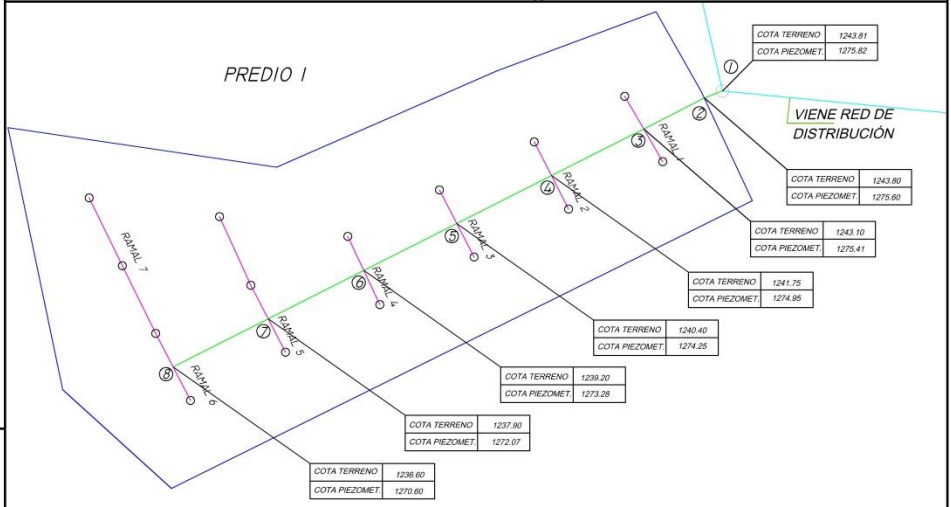 COTA TERRENO 1243.81
COTA PIEZOMET. 1275.82
PREDIO I
1
VIENE RED DE
DISTRIBUCIÓN
2
3
RAMAL 1
COTA TERRENO 1243.80
COTA PIEZOMET. 1275.60
4
RAMAL 2
COTA TERRENO 1243.10
COTA PIEZOMET. 1275.41
5
RAMAL 3
COTA TERRENO 1241.75
COTA PIEZOMET. 1274.95
6
RAMAL 4
COTA TERRENO 1240.40
COTA PIEZOMET. 1274.25
RAMAL 7
7
RAMAL 5
COTA TERRENO 1239.20
COTA PIEZOMET. 1273.28
8
RAMAL 6
COTA TERRENO 1237.90
COTA PIEZOMET. 1272.07
COTA TERRENO 1236.60
COTA PIEZOMET. 1270.60